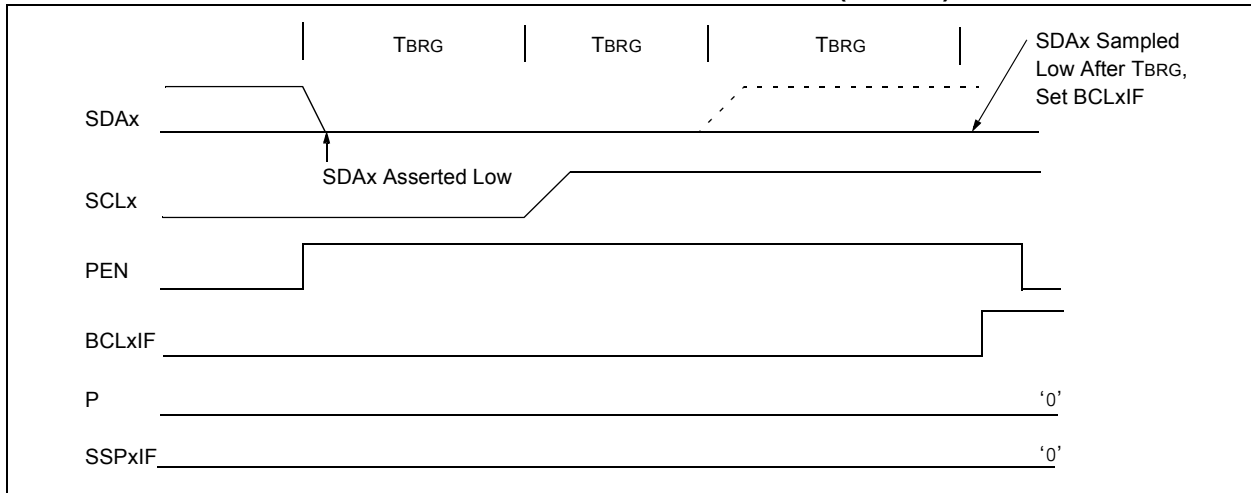 TBRG TBRG TBRG
SDAx Sampled
Low After TBRG,
Set BCLxIF
SDAx
SDAx Asserted Low
SCLx
PEN
BCLxIF
P ‘0’
SSPxIF ‘0’